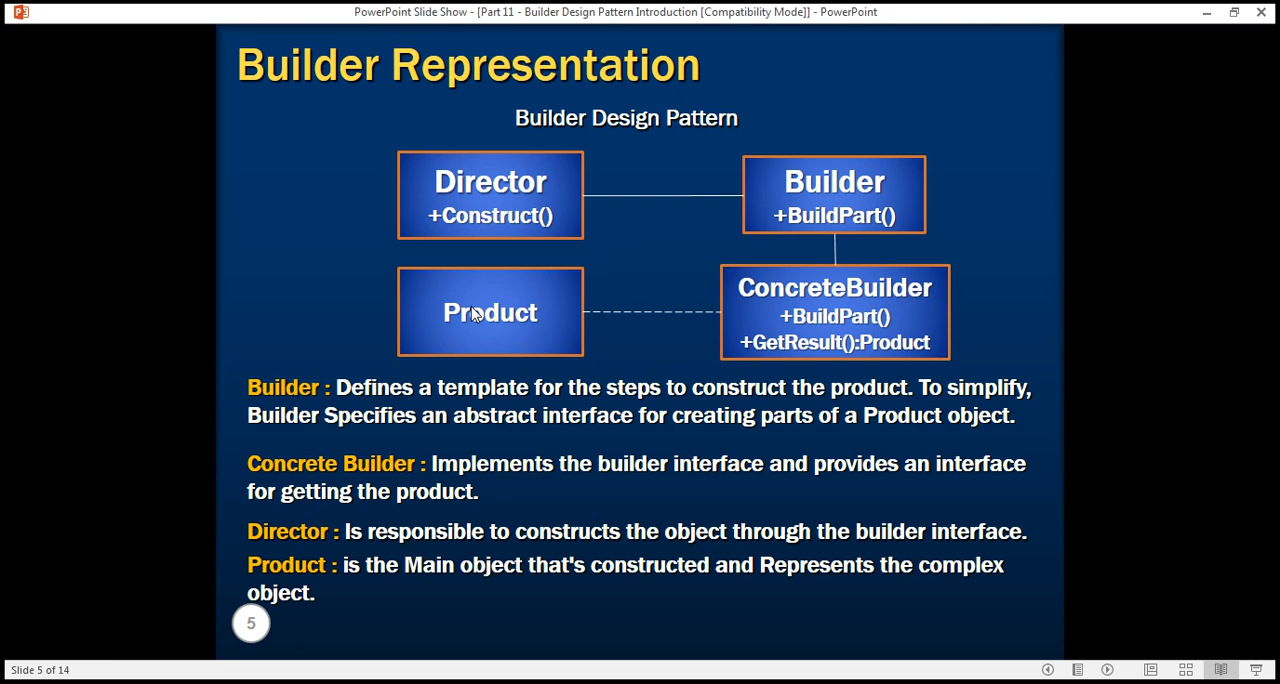 PowerPoint Slide Show - [Part 11 - Builder Design Pattern Introduction [Compatibility Mode]] - PowerPoint
Builder Representation
Builder Design Pattern
Director
+Construct()
Builder
+BuildPart()
Product
ConcreteBuilder
+BuildPart()
+GetResult():Product
Builder : Defines a template for the steps to construct the product. To simplify,
Builder Specifies an abstract interface for creating parts of a Product object.
Concrete Builder : Implements the builder interface and provides an interface
for getting the product.
Director : Is responsible to constructs the object through the builder interface.
Product : is the Main object that's constructed and Represents the complex
object.
5
Slide 5 of 14